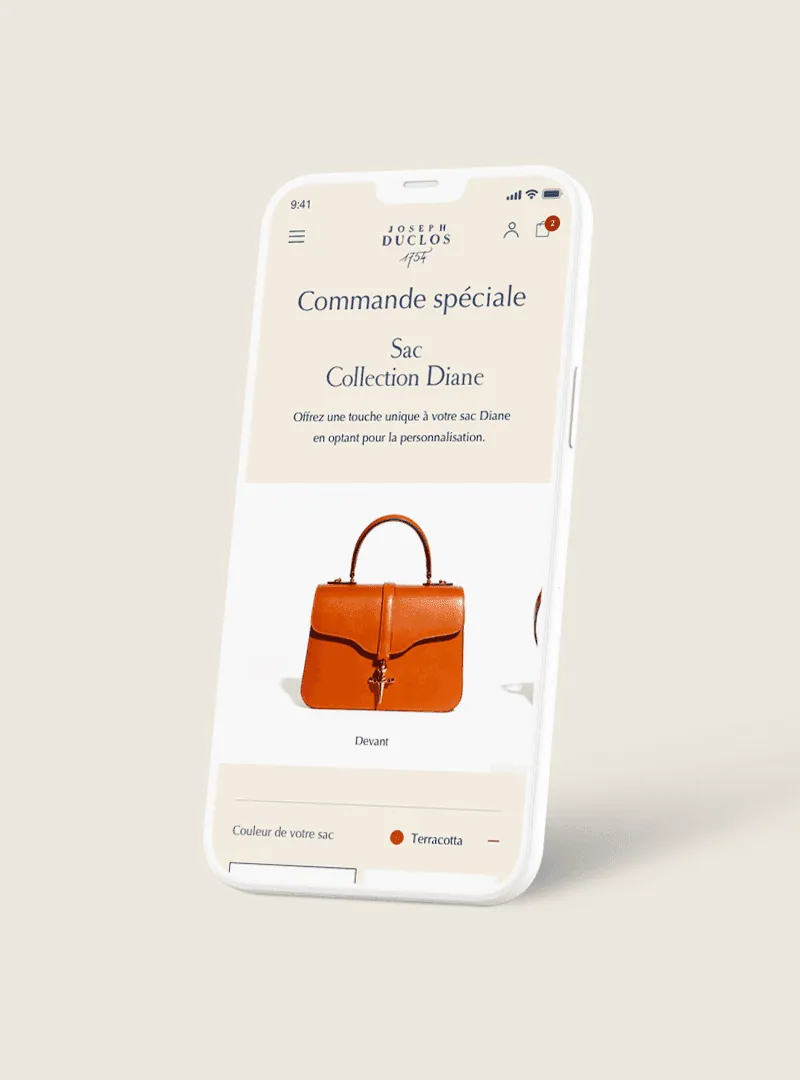 9:41
2
JOSEPH
DUCLOS
1754
Commande spéciale
Sac
Collection Diane
Offrez une touche unique à votre sac Diane
en optant pour la personnalisation.
Devant
Couleur de votre sac
Terracotta